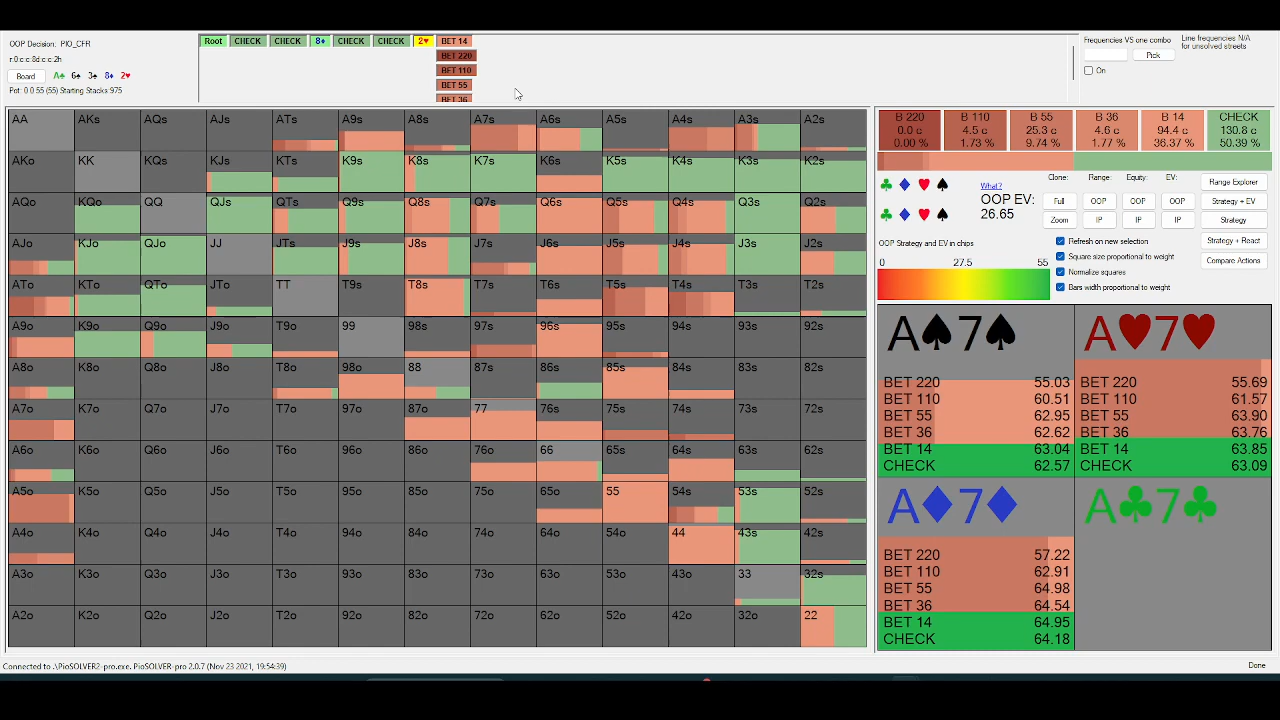 OOP Decision: PIO_CFR
r:0:c:c:8d:c:c:2h
Board A♣ 6♠ 3♠ 8♦ 2♥
Pot: 0 0 55 (55) Starting Stacks 975
Root CHECK CHECK 8♦ CHECK CHECK 2♥ BET 14
BET 220
BET 110
BET 55
BET 36
Frequencies VS one combo
Pick
On
Line frequencies N/A
for unsolved streets
AA AKs AQs ATs A9s A8s A7s A6s A5s A4s A3s A2s
AKo KK KQs KJs KTs K9s K8s K7s K6s K5s K4s K3s K2s
AQo KQo QQ QJs QTs Q9s Q8s Q7s Q6s Q5s Q4s Q3s Q2s
AJo KJo QJo JJ JTs J9s J8s J7s J6s J5s J4s J3s J2s
ATo KTo QTo JTo TT T9s T8s T7s T6s T5s T4s T3s T2s
A9o K9o Q9o J9o T9o 99 98s 97s 96s 95s 94s 93s 92s
A8o K8o Q8o J8o T8o 98o 88 87s 86s 85s 84s 83s 82s
A7o K7o Q7o J7o T7o 97o 87o 77 76s 75s 74s 73s 72s
A6o K6o Q6o J6o T6o 96o 86o 76o 66 65s 64s 63s 62s
A5o K5o Q5o J5o T5o 95o 85o 75o 65o 55 54s 53s 52s
A4o K4o Q4o J4o T4o 94o 84o 74o 64o 54o 44 43s 42s
A3o K3o Q3o J3o T3o 93o 83o 73o 63o 53o 43o 33 32s
A2o K2o Q2o J2o T2o 92o 82o 72o 62o 52o 42o 32o 22
B 220 B 110 B 55 B 36 B 14 CHECK
0.0 c 4.5 c 25.3 c 4.6 c 94.4 c 130.8 c
0.00 % 1.73 % 9.74 % 1.77 % 36.37 % 50.39 %
♣ ♦ ♥ ♠
♣ ♦ ♥ ♠
What?
OOP EV:
26.65
Clone: Range: Equity: EV:
Full OOP OOP OOP
Zoom IP IP IP
Range Explorer
Strategy + EV
Strategy
Strategy + React
Compare Actions
OOP Strategy and EV in chips
0 27.5 55
Refresh on new selection
Square size proportional to weight
Normalize squares
Bars width proportional to weight
A♠7♠
BET 220 55.03
BET 110 60.51
BET 55 62.95
BET 36 62.62
BET 14 63.04
CHECK 62.57
A♥7♥
BET 220 55.69
BET 110 61.57
BET 55 63.90
BET 36 63.76
BET 14 63.85
CHECK 63.09
A♦7♦
BET 220 57.22
BET 110 62.91
BET 55 64.98
BET 36 64.54
BET 14 64.95
CHECK 64.18
A♣7♣
Connected to .\PioSOLVER2-pro.exe. PioSOLVER-pro 2.0.7 (Nov 23 2021, 19:54:39)
Done